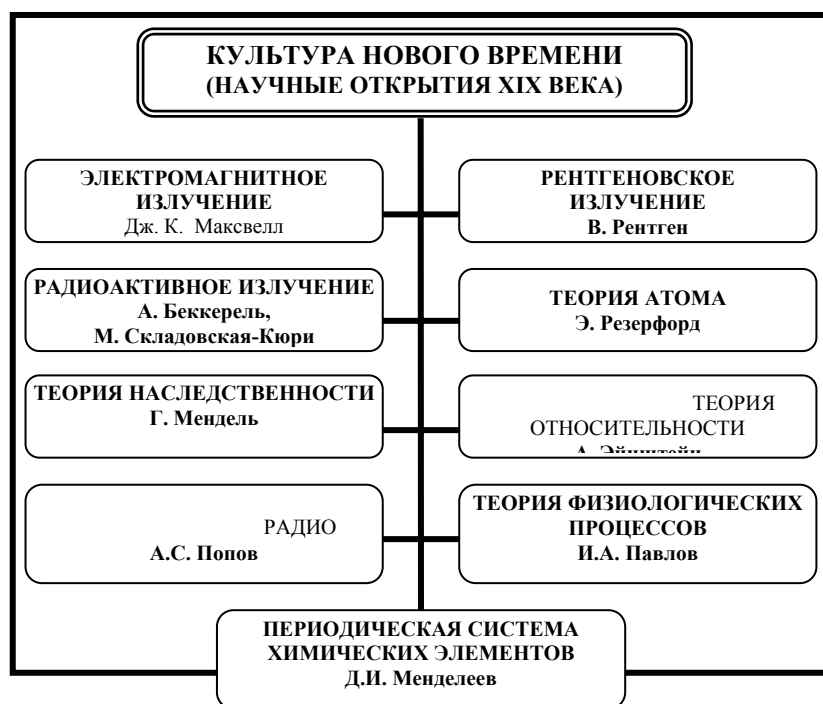 КУЛЬТУРА НОВОГО ВРЕМЕНИ
(НАУЧНЫЕ ОТКРЫТИЯ XIX ВЕКА)
ЭЛЕКТРОМАГНИТНОЕ
ИЗЛУЧЕНИЕ
Дж. К. Максвелл
РЕНТГЕНОВСКОЕ
ИЗЛУЧЕНИЕ
В. Рентген
РАДИОАКТИВНОЕ ИЗЛУЧЕНИЕ
А. Беккерель,
М. Складовская-Кюри
ТЕОРИЯ АТОМА
Э. Резерфорд
ТЕОРИЯ НАСЛЕДСТВЕННОСТИ
Г. Мендель
ТЕОРИЯ
ОТНОСИТЕЛЬНОСТИ
А. Эйнштейн
РАДИО
А.С. Попов
ТЕОРИЯ ФИЗИОЛОГИЧЕСКИХ
ПРОЦЕССОВ
И.А. Павлов
ПЕРИОДИЧЕСКАЯ СИСТЕМА
ХИМИЧЕСКИХ ЭЛЕМЕНТОВ
Д.И. Менделеев